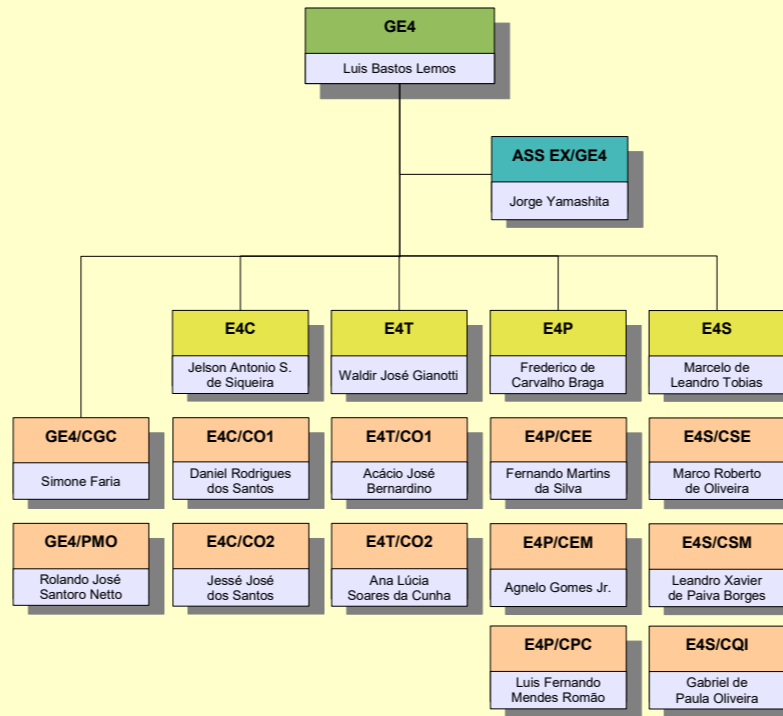 GE4
Luis Bastos Lemos
ASS EX/GE4
Jorge Yamashita
E4C
Jelson Antonio S.
de Siqueira
E4T
Waldir José Gianotti
E4P
Frederico de
Carvalho Braga
E4S
Marcelo de
Leandro Tobias
GE4/CGC
Simone Faria
E4C/CO1
Daniel Rodrigues
dos Santos
E4T/CO1
Acácio José
Bernardino
E4P/CEE
Fernando Martins
da Silva
E4S/CSE
Marco Roberto
de Oliveira
GE4/PMO
Rolando José
Santoro Netto
E4C/CO2
Jessé José
dos Santos
E4T/CO2
Ana Lúcia
Soares da Cunha
E4P/CEM
Agnelo Gomes Jr.
E4S/CSM
Leandro Xavier
de Paiva Borges
E4P/CPC
Luis Fernando
Mendes Romão
E4S/CQI
Gabriel de
Paula Oliveira